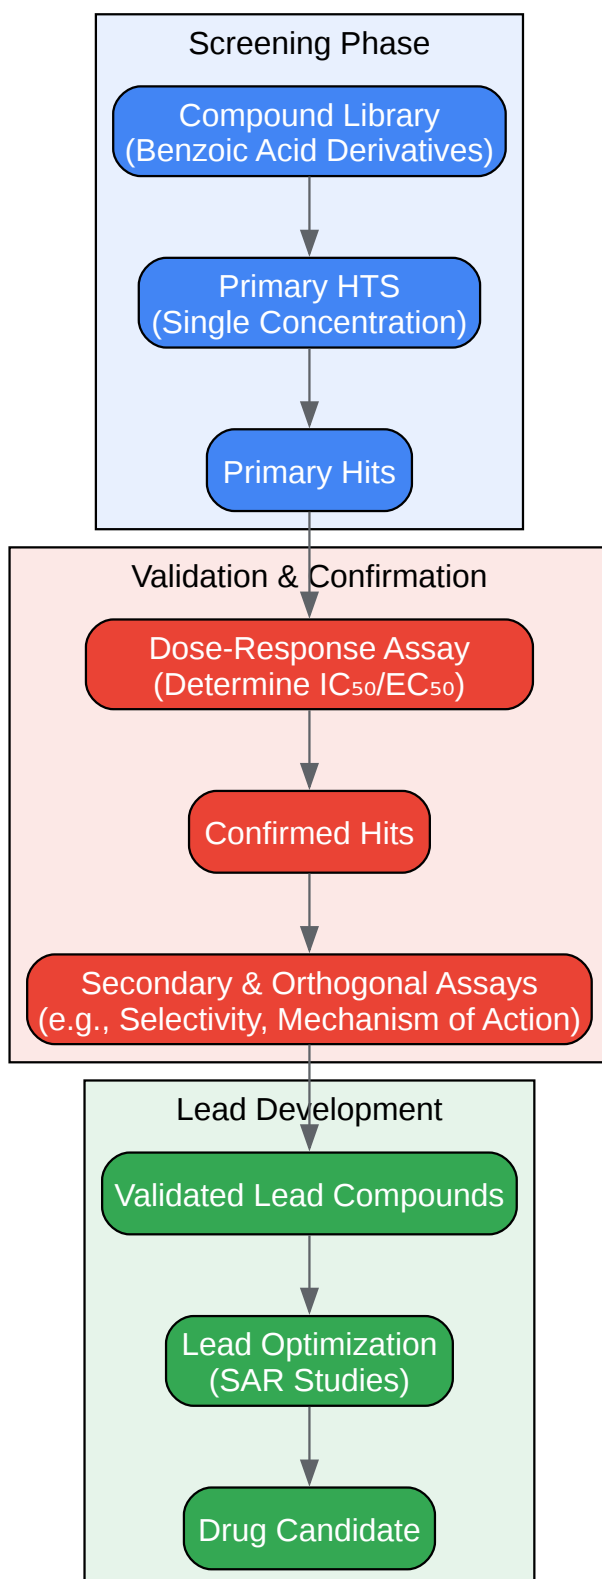 Screening Phase
Compound Library
(Benzoic Acid Derivatives)
Primary HTS
(Single Concentration)
Primary Hits
Validation & Confirmation
Dose-Response Assay
(Determine IC₅₀/EC₅₀)
Confirmed Hits
Secondary & Orthogonal Assays
(e.g., Selectivity, Mechanism of Action)
Lead Development
Validated Lead Compounds
Lead Optimization
(SAR Studies)
Drug Candidate